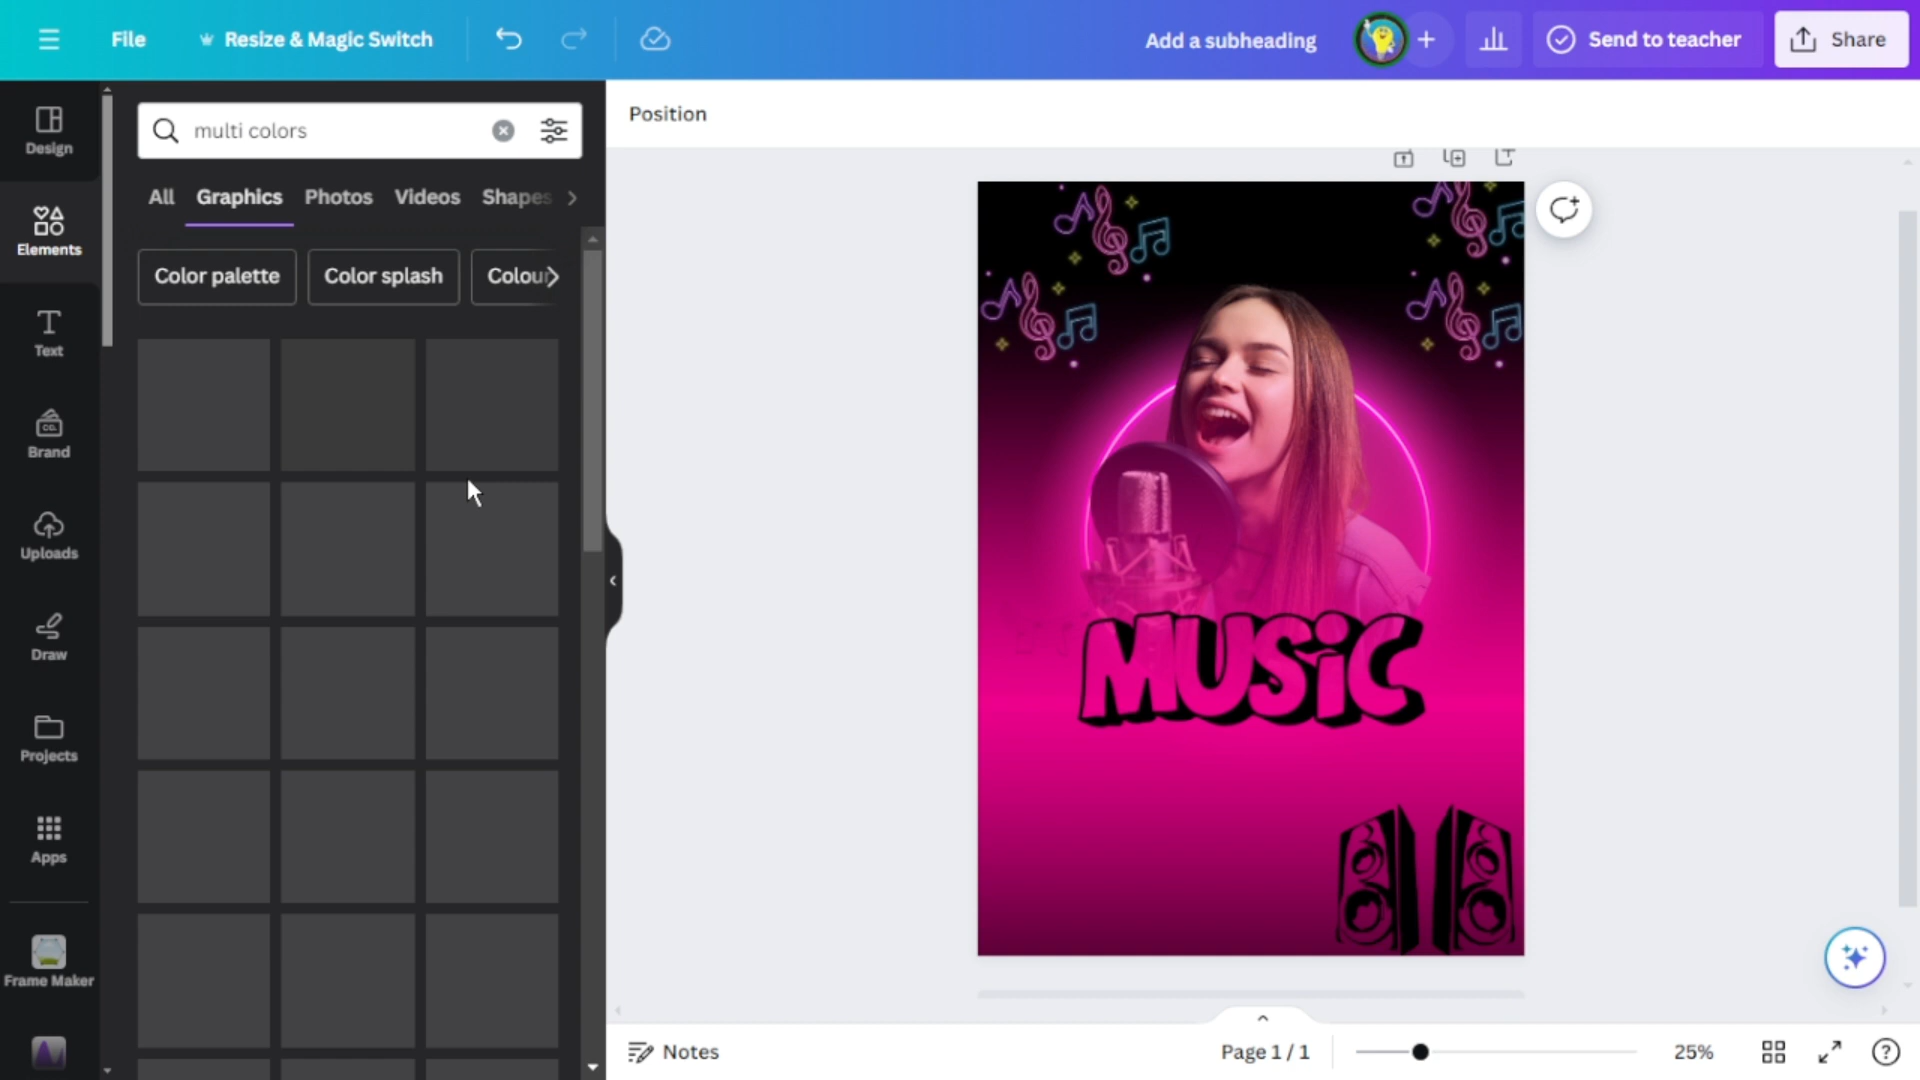 File
Resize & Magic Switch
Add a subheading
Send to teacher
Share
Design
Elements
Text
Brand
CO.
Uploads
Draw
Projects
Apps
Frame Maker
multi colors
All
Graphics
Photos
Videos
Shapes
Color palette
Color splash
Colour
Position
MUSiC
Notes
Page 1 / 1
25%